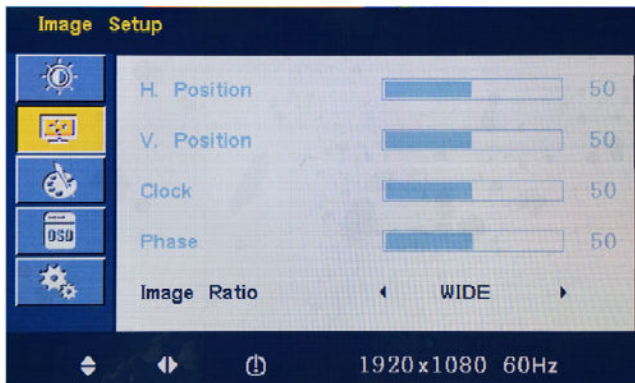 Image Setup
H. Position 50
V. Position 50
Clock 50
Phase 50
OSD
Image Ratio WIDE
1920x1080 60Hz